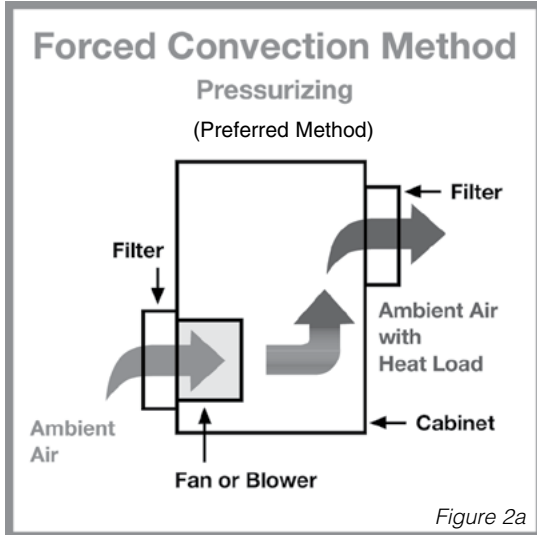 Forced Convection Method
Pressurizing
(Preferred Method)
Filter
Filter
Ambient Air
with
Heat Load
Cabinet
Ambient
Air
Fan or Blower
Figure 2a